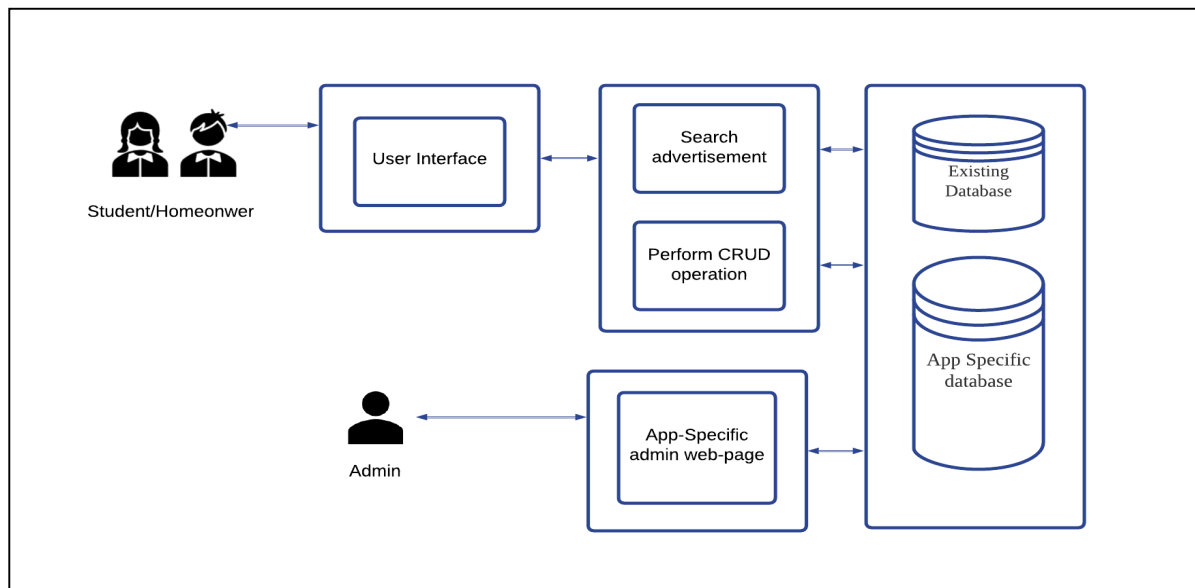 Student/Homeonwer
User Interface
Search
advertisement
Perform CRUD
operation
Existing
Database
App Specific
database
Admin
App-Specific
admin web-page